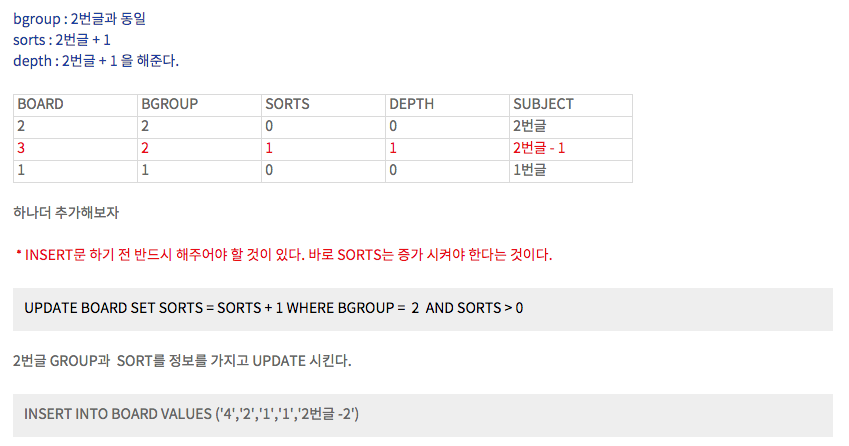 bgroup : 2번글과 동일
sorts : 2번글 + 1
depth : 2번글 + 1 을 해준다.
BOARD BGROUP SORTS DEPTH SUBJECT
2 2 0 0 2번글
3 2 1 1 2번글 - 1
1 1 0 0 1번글
하나더 추가해보자
* INSERT문 하기 전 반드시 해주어야 할 것이 있다. 바로 SORTS는 증가 시켜야 한다는 것이다.
UPDATE BOARD SET SORTS = SORTS + 1 WHERE BGROUP = 2 AND SORTS > 0
2번글 GROUP과 SORT를 정보를 가지고 UPDATE 시킨다.
INSERT INTO BOARD VALUES ('4','2','1','1','2번글 -2')